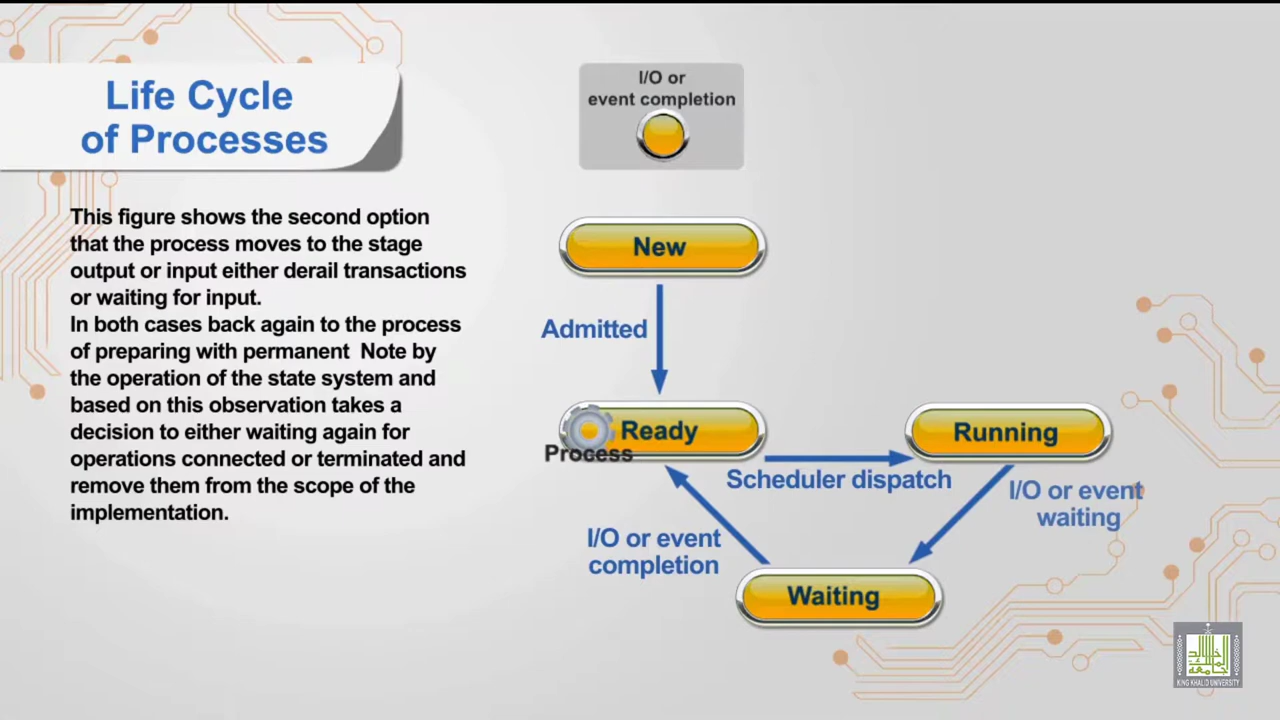 Life Cycle
of Processes
This figure shows the second option
that the process moves to the stage
output or input either derail transactions
or waiting for input.
In both cases back again to the process
of preparing with permanent Note by
the operation of the state system and
based on this observation takes a
decision to either waiting again for
operations connected or terminated and
remove them from the scope of the
implementation.
I/O or
event completion
New
Admitted
Ready
Process
Running
Scheduler dispatch
I/O or event
waiting
I/O or event
completion
Waiting
KING KHALID UNIVERSITY